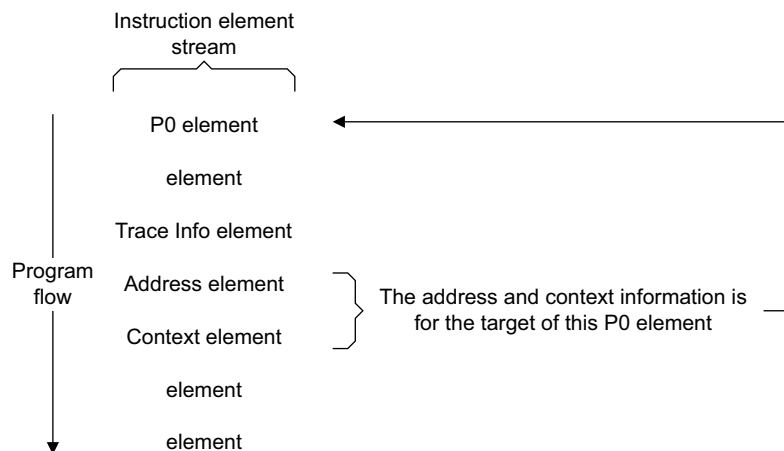 Instruction element
stream
P0 element
element
Trace Info element
Address element
Context element
element
element
Program
flow
The address and context information is
for the target of this P0 element